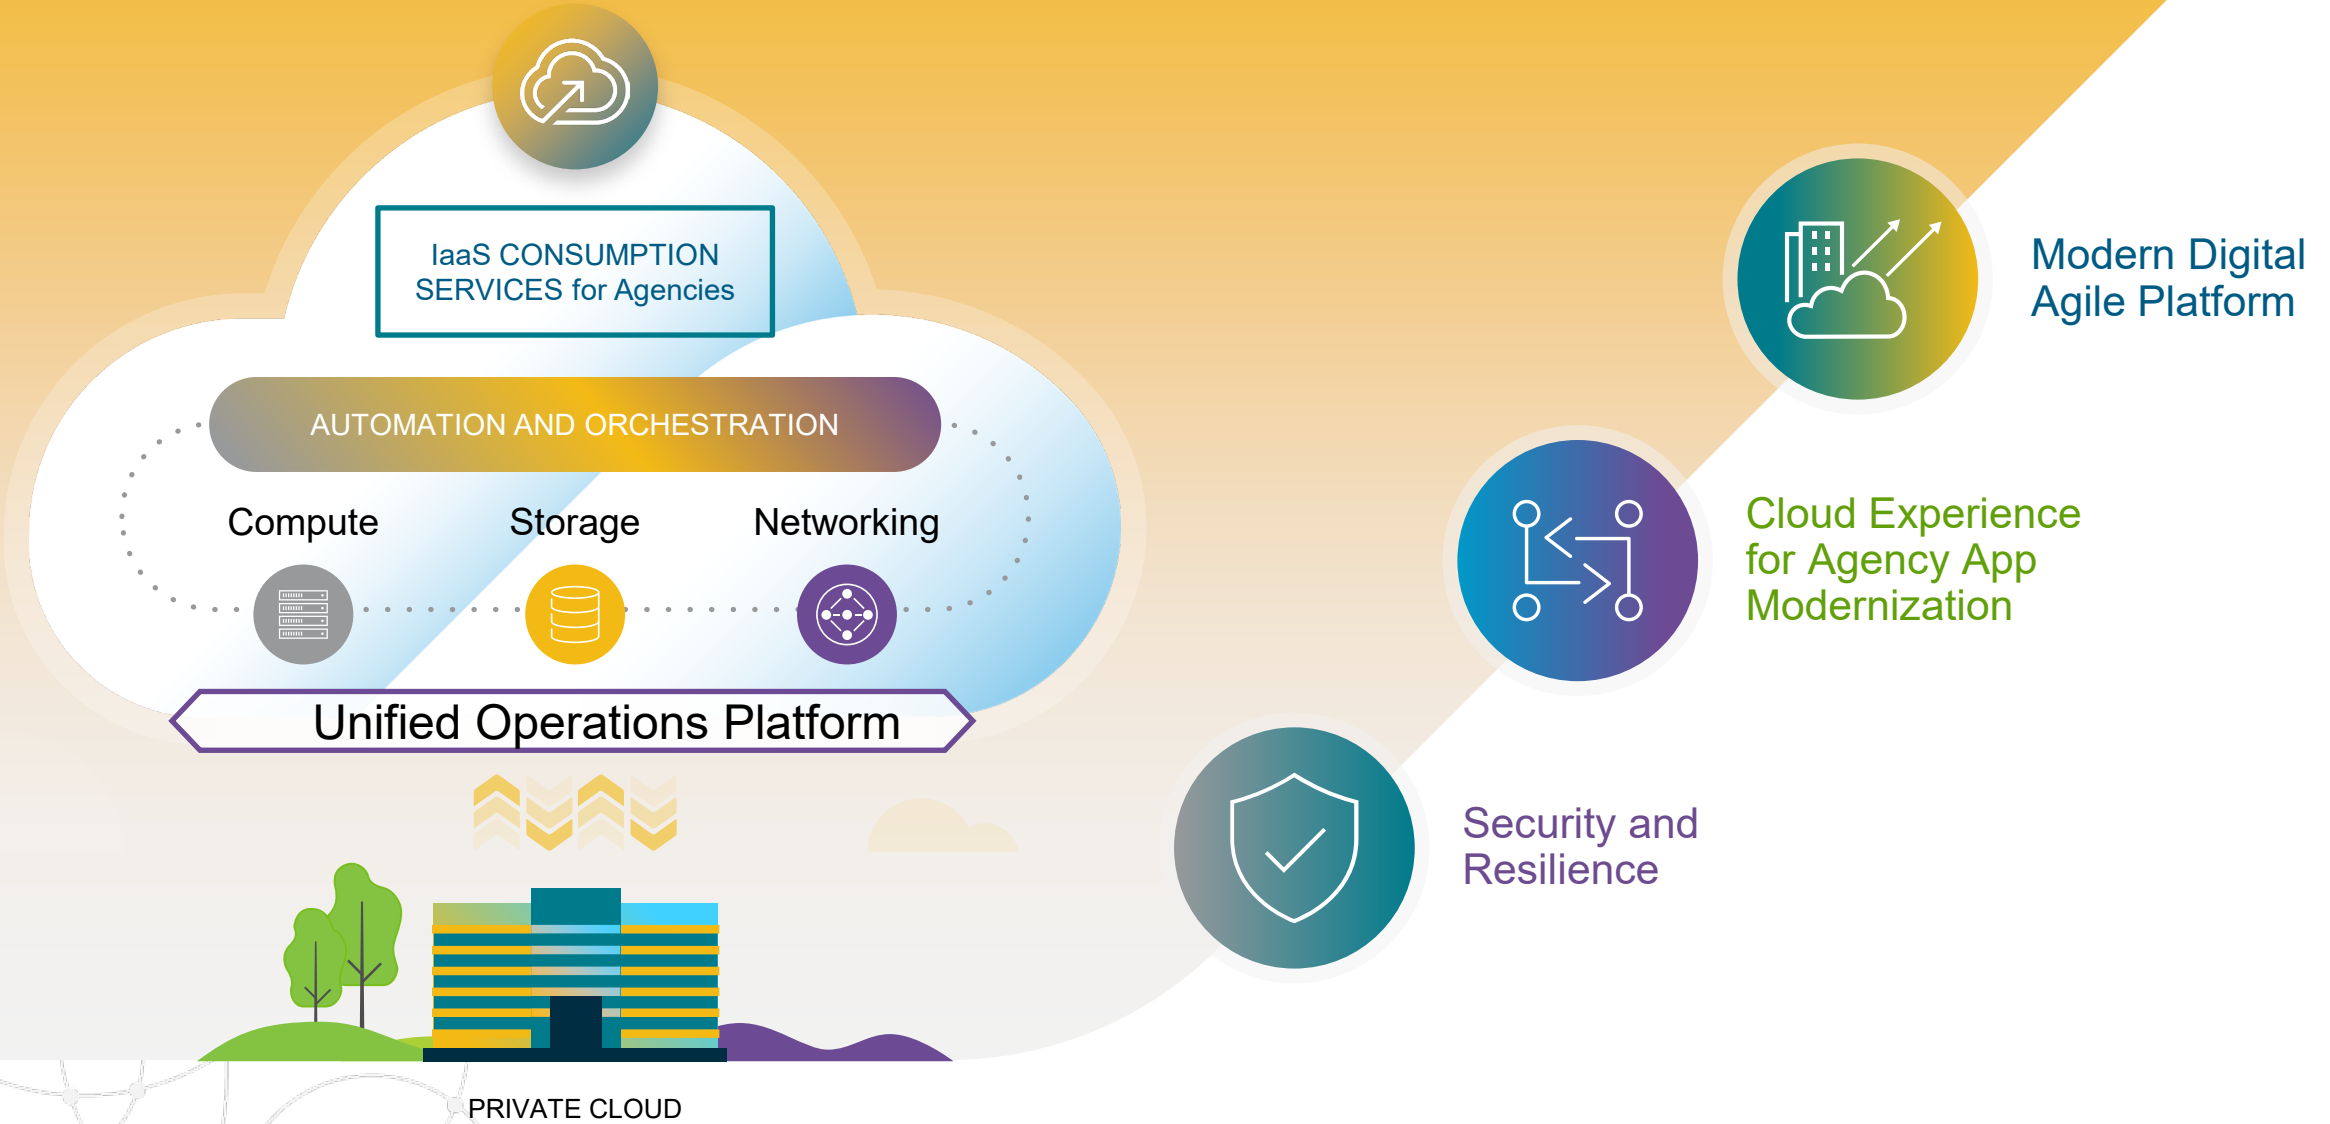 IaaS CONSUMPTION
SERVICES for Agencies
AUTOMATION AND ORCHESTRATION
Compute
Storage
Networking
Unified Operations Platform
PRIVATE CLOUD
Modern Digital
Agile Platform
Cloud Experience
for Agency App
Modernization
Security and
Resilience